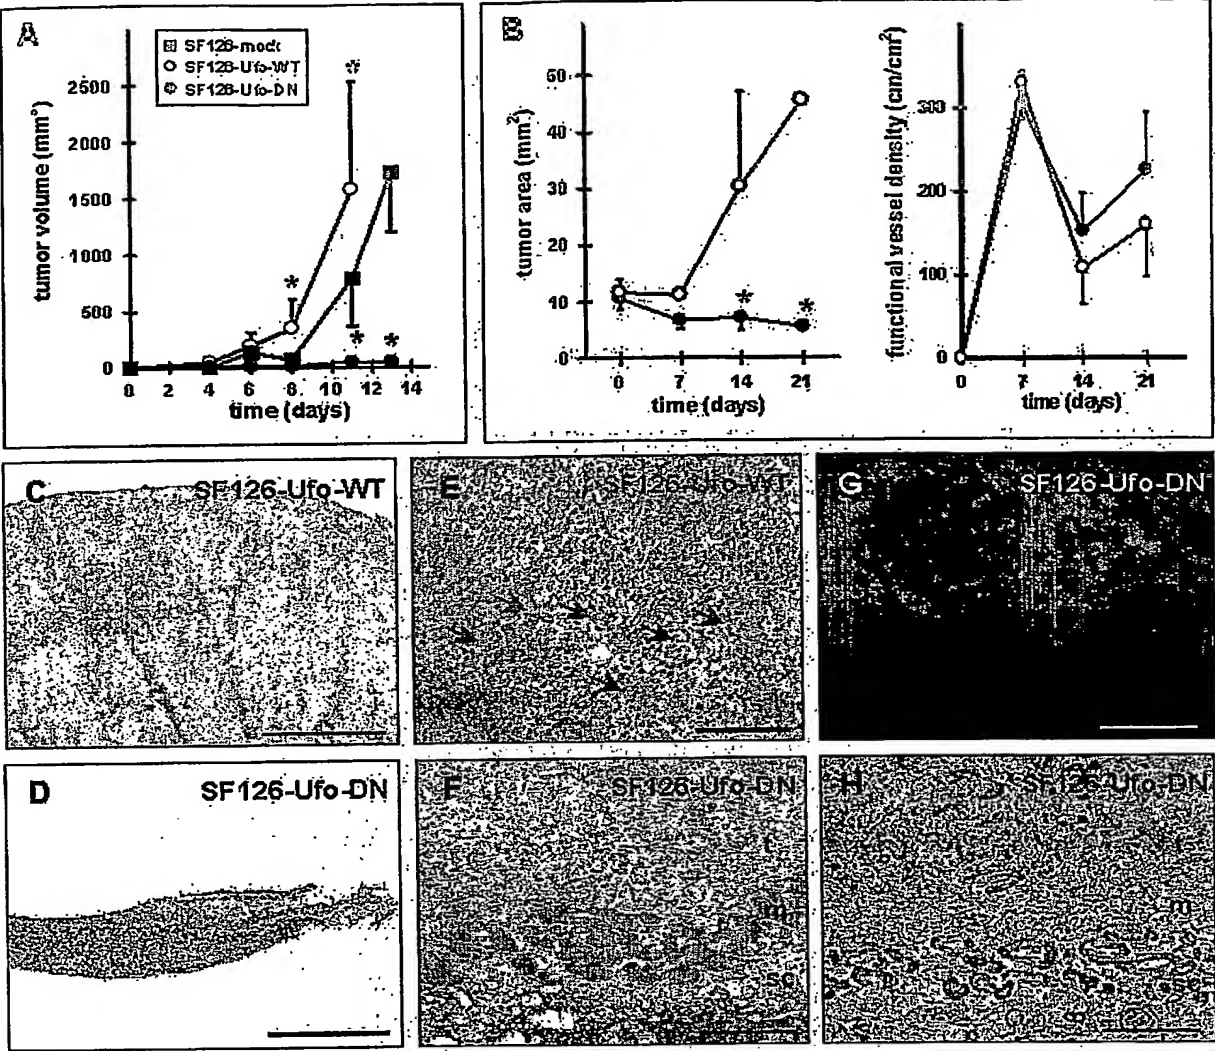 A
SF126-mock
SF126-Ufo-WT
SF126-Ufo-DN
tumor volume (mm³)
2500
2000
1500
1000
500
0
0 2 4 6 8 10 12 14
time (days)
* * * *
B
tumor area (mm²)
60
40
30
20
10
0
0 7 14 21
time (days)
* *
functional vessel density (cm/cm²)
300
200
100
0
0 7 14 21
time (days)
C SF126-Ufo-WT
E SF126-Ufo-WT
G SF126-Ufo-DN
D SF126-Ufo-DN
F SF126-Ufo-DN
t
m
sc
H SF126-Ufo-DN
t
m
sc